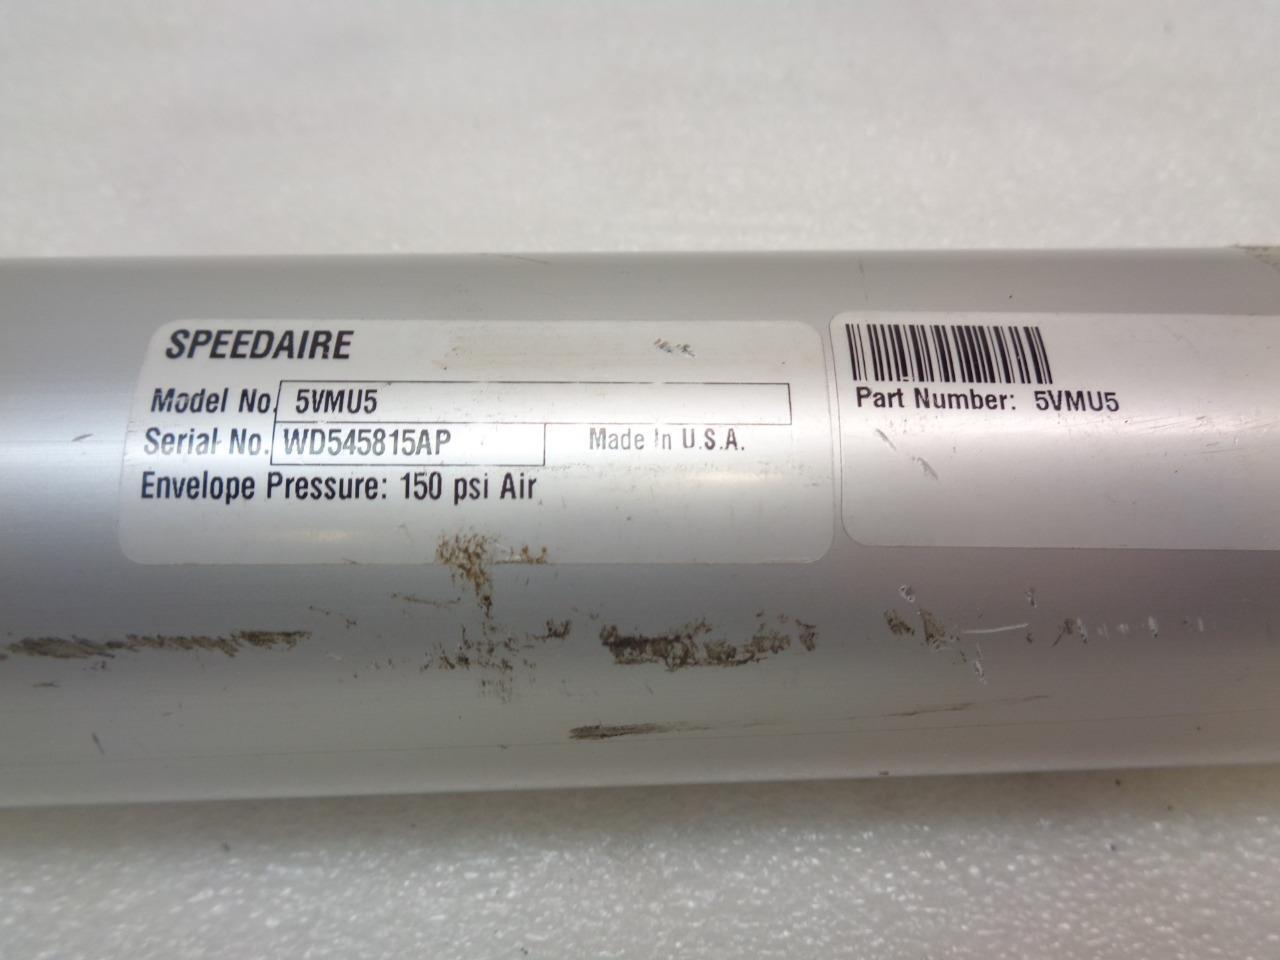 SPEEDAIRE
Model No. 5VMU5
Serial No. WD545815AP Made In U.S.A.
Envelope Pressure: 150 psi Air
Part Number: 5VMU5